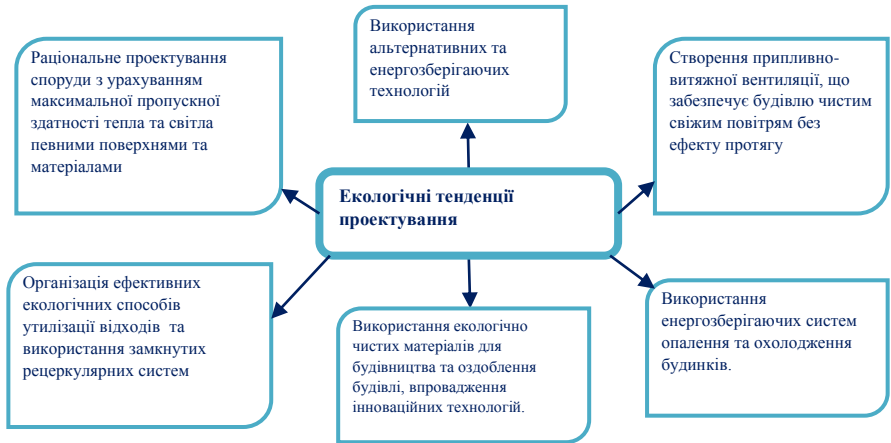 Раціональне проектування
споруди з урахуванням
максимальної пропускної
здатності тепла та світла
певними поверхнями та
матеріалами
Використання
альтернативних та
енергозберігаючих
технологій
Створення припливно-
витяжної вентиляції, що
забезпечує будівлю чистим
свіжим повітрям без
ефекту протягу
Екологічні тенденції
проектування
Організація ефективних
екологічних способів
утилізації відходів та
використання замкнутих
рецеркулярних систем
Використання екологічно
чистих матеріалів для
будівництва та оздоблення
будівлі, впровадження
інноваційних технологій.
Використання
енергозберігаючих систем
опалення та охолодження
будинків.